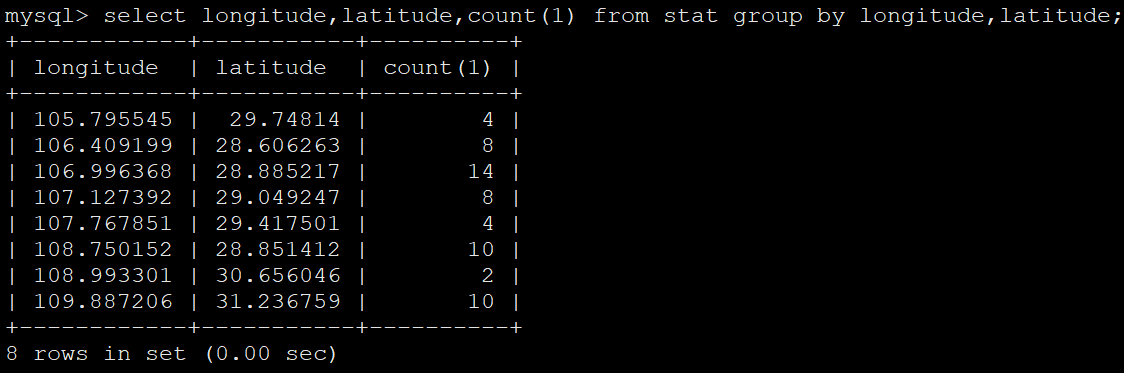 mysql> select longitude,latitude,count(1) from stat group by longitude,latitude;
+------------+-----------+----------+
| longitude  | latitude  | count(1) |
+------------+-----------+----------+
| 105.795545 |  29.74814 |        4 |
| 106.409199 | 28.606263 |        8 |
| 106.996368 | 28.885217 |       14 |
| 107.127392 | 29.049247 |        8 |
| 107.767851 | 29.417501 |        4 |
| 108.750152 | 28.851412 |       10 |
| 108.993301 | 30.656046 |        2 |
| 109.887206 | 31.236759 |       10 |
+------------+-----------+----------+
8 rows in set (0.00 sec)